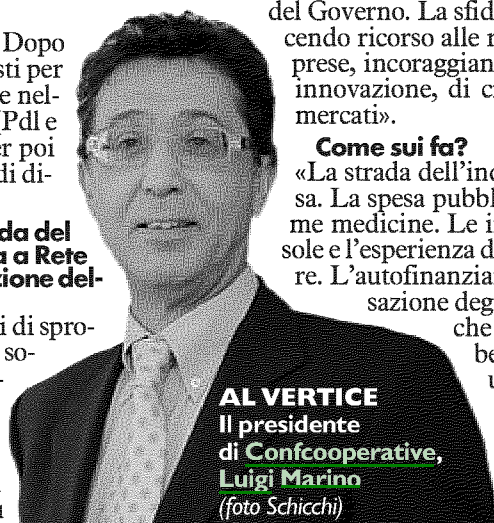 Dopo
sti per
e nel-
(Pdl e
er poi
di di-
da del
a a Rete
zione del-
i di spro-
so-
del Governo. La sfid
cendo ricorso alle r
prese, incoraggian
innovazione, di c
mercati».
Come sui fa?
«La strada dell'inc
sa. La spesa pubbl
me medicine. Le i
sole e l'esperienza d
re. L'autofinanzia
sazione deg
che
be
AL VERTICE
Il presidente
di Confcooperative,
Luigi Marino
(foto Schicchi)